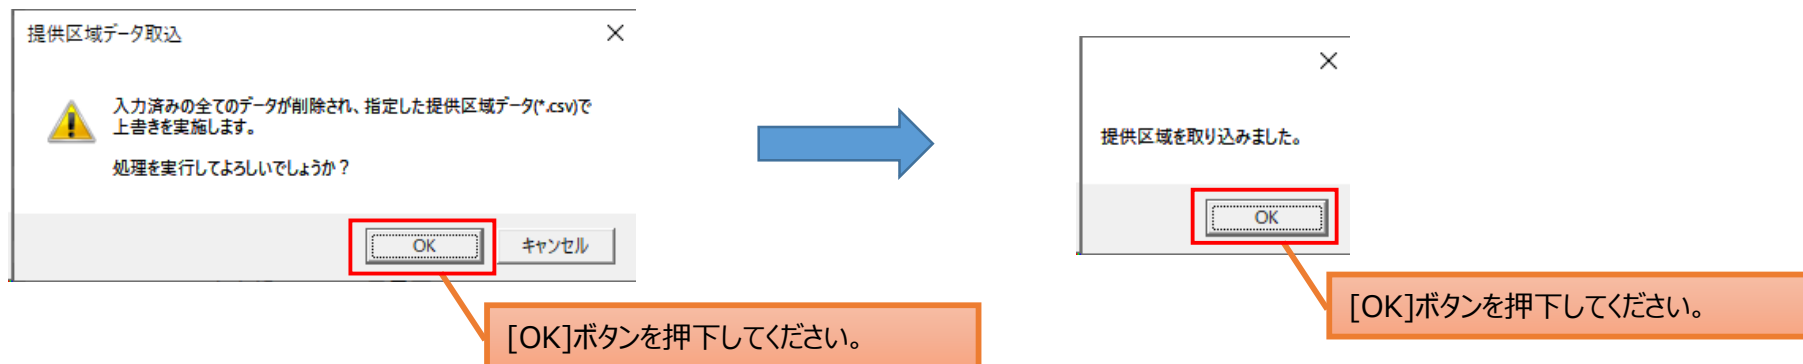 提供区域データ取込
入力済みの全てのデータが削除され、指定した提供区域データ(*.csv)で
上書きを実施します。
処理を実行してよろしいでしょうか？
OK
キャンセル
[OK]ボタンを押下してください。
提供区域を取り込みました。
OK
[OK]ボタンを押下してください。